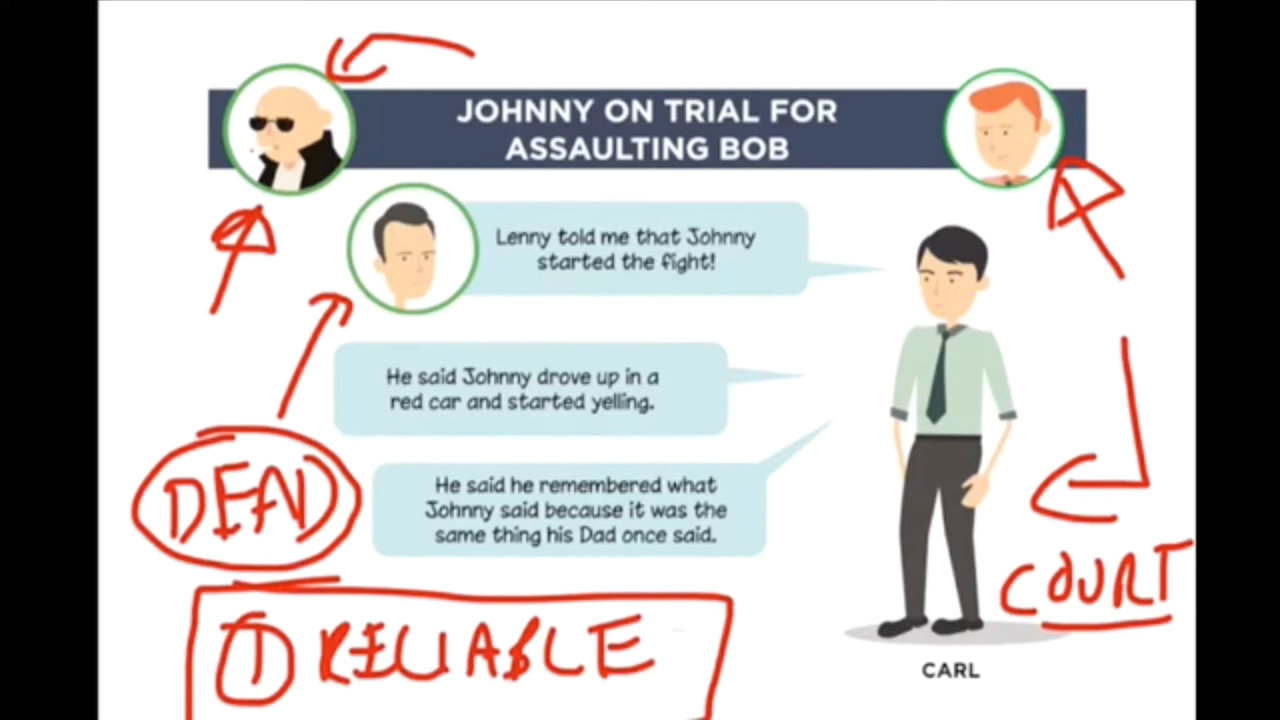 JOHNNY ON TRIAL FOR
ASSAULTING BOB
Lenny told me that Johnny
started the fight!
He said Johnny drove up in a
red car and started yelling.
He said he remembered what
Johnny said because it was the
same thing his Dad once said.
DEAD
COURT
1 RELIABLE
CARL